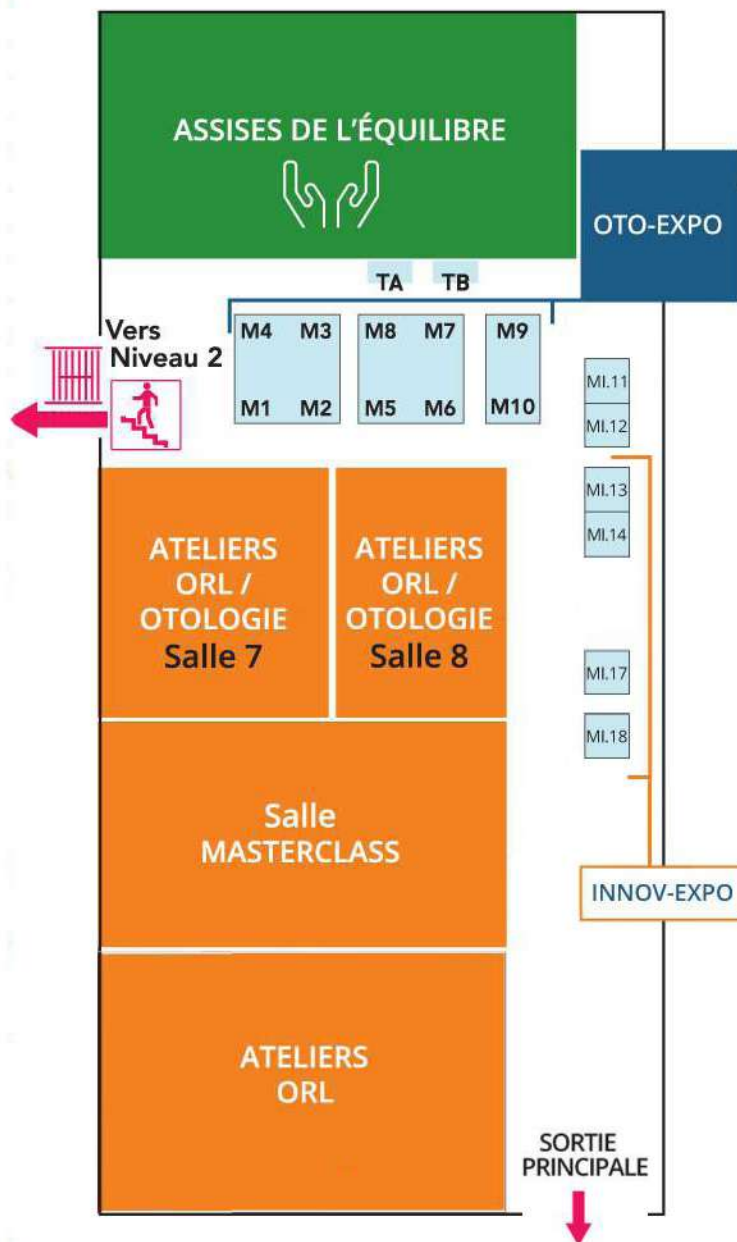 ASSISES DE L'ÉQUILIBRE
OTO-EXPO
TA TB
Vers
Niveau 2
M4 M3 M8 M7 M9
M1 M2 M5 M6 M10
MI.11
MI.12
MI.13
MI.14
ATELIERS
ORL /
OTOLOGIE
Salle 7
ATELIERS
ORL /
OTOLOGIE
Salle 8
MI.17
MI.18
Salle
MASTERCLASS
INNOV-EXPO
ATELIERS
ORL
SORTIE
PRINCIPALE